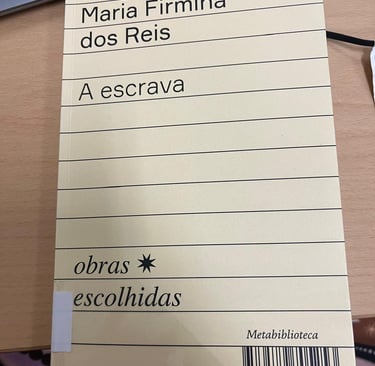 Maria Firmina
dos Reis
A escrava
obras ✷
escolhidas
Metabiblioteca